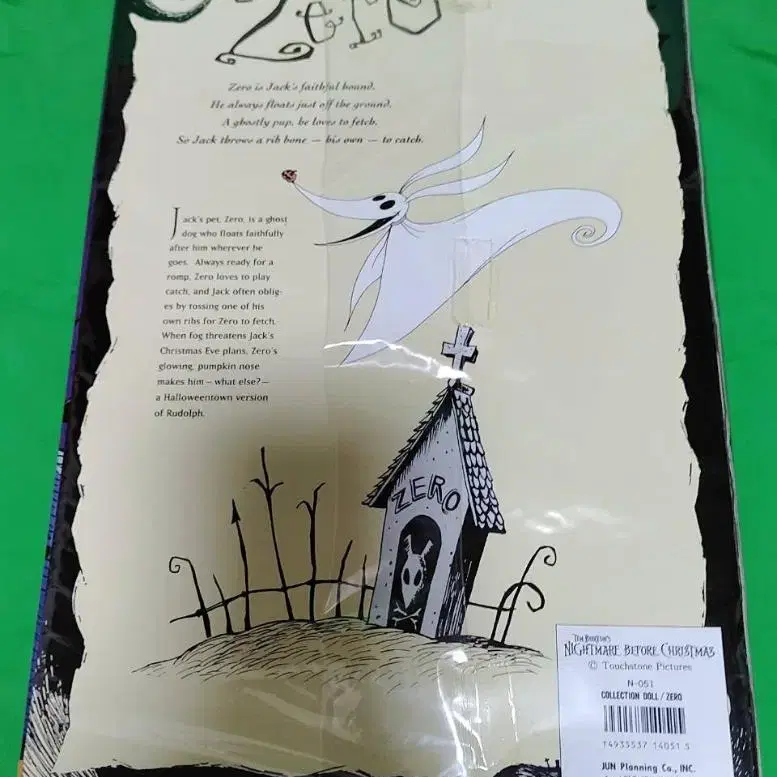 Zero
Zero is Jack's faithful hound.
He always floats just off the ground.
A ghostly pup, he loves to fetch.
So Jack throws a rib bone — his own — to catch.
Jack's pet, Zero, is a ghost
dog who floats faithfully
after him wherever he
goes. Always ready for a
romp, Zero loves to play
catch, and Jack often oblig-
es by tossing one of his
own ribs for Zero to fetch.
When fog threatens Jack's
Christmas Eve plans, Zero's
glowing, pumpkin nose
makes him — what else? —
a Halloweentown version
of Rudolph.
ZERO
TIM BURTON'S
NIGHTMARE BEFORE CHRISTMAS
© Touchstone Pictures
N-051
COLLECTION DOLL / ZERO
JUN Planning Co., INC.